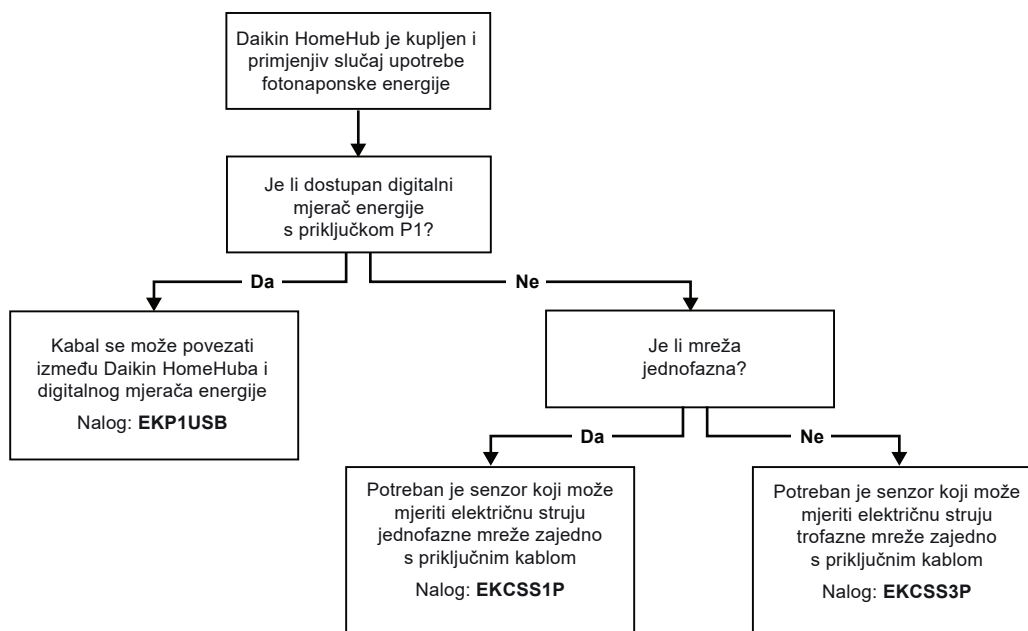 Daikin HomeHub je kupljen i
primjenjiv slučaj upotrebe
fotonaponske energije
Je li dostupan digitalni
mjerač energije
s priključkom P1?
Da
Ne
Kabal se može povezati
između Daikin HomeHuba i
digitalnog mjerača energije
Nalog: EKP1USB
Je li mreža
jednofazna?
Da
Ne
Potreban je senzor koji može
mjeriti električnu struju
jednofazne mreže zajedno
s priključnim kablom
Nalog: EKCSS1P
Potreban je senzor koji može
mjeriti električnu struju
trofazne mreže zajedno
s priključnim kablom
Nalog: EKCSS3P